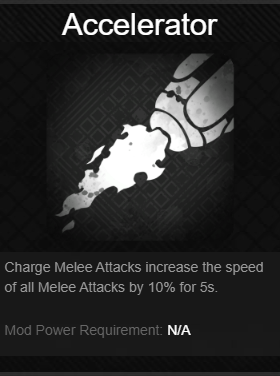 Accelerator
Charge Melee Attacks increase the speed
of all Melee Attacks by 10% for 5s.
Mod Power Requirement: N/A